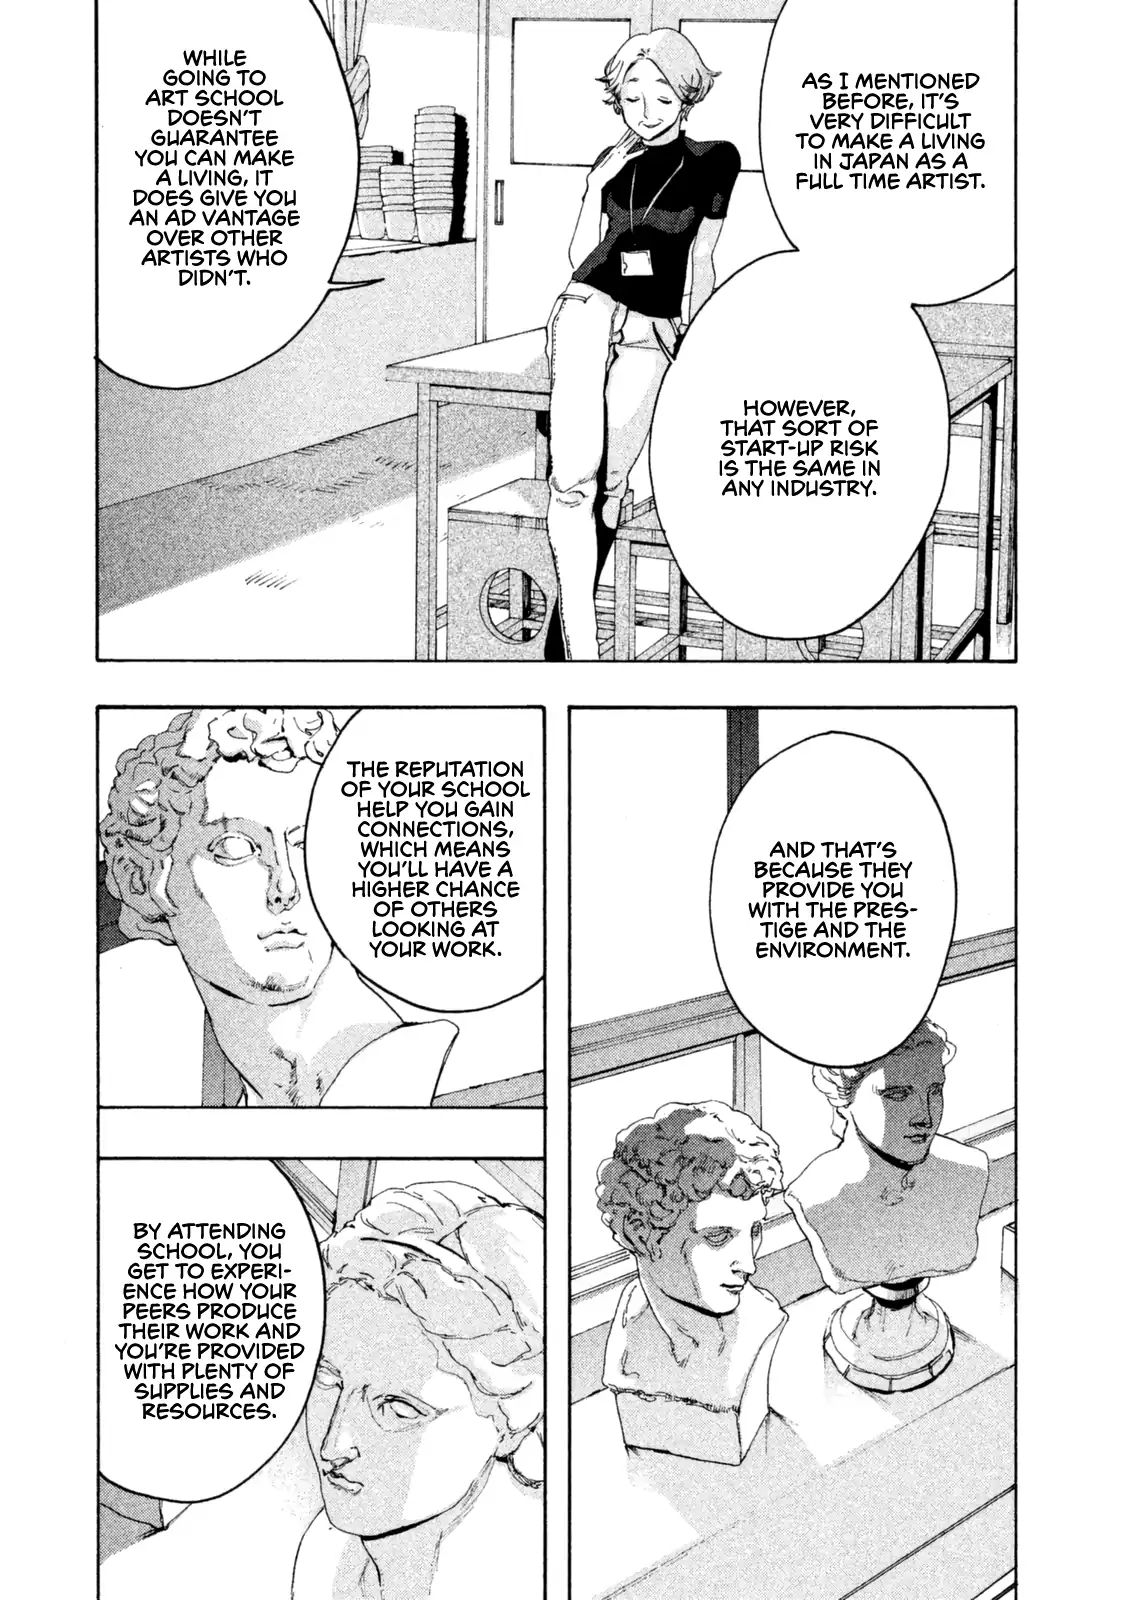 AS I MENTIONED
BEFORE, IT'S
VERY DIFFICULT
TO MAKE A LIVING
IN JAPAN AS A
FULL TIME ARTIST.
HOWEVER,
THAT SORT OF
START-UP RISK
IS THE SAME IN
ANY INDUSTRY.
WHILE
GOING TO
ART SCHOOL
DOESN'T
GUARANTEE
YOU CAN MAKE
A LIVING, IT
DOES GIVE YOU
AN AD VANTAGE
OVER OTHER
ARTISTS WHO
DIDN'T.
AND THAT'S
BECAUSE THEY
PROVIDE YOU
WITH THE PRES-
TIGE AND THE
ENVIRONMENT.
THE REPUTATION
OF YOUR SCHOOL
HELP YOU GAIN
CONNECTIONS,
WHICH MEANS
YOU'LL HAVE A
HIGHER CHANCE
OF OTHERS
LOOKING AT
YOUR WORK.
BY ATTENDING
SCHOOL, YOU
GET TO EXPERI-
ENCE HOW YOUR
PEERS PRODUCE
THEIR WORK AND
YOU'RE PROVIDED
WITH PLENTY OF
SUPPLIES AND
RESOURCES.